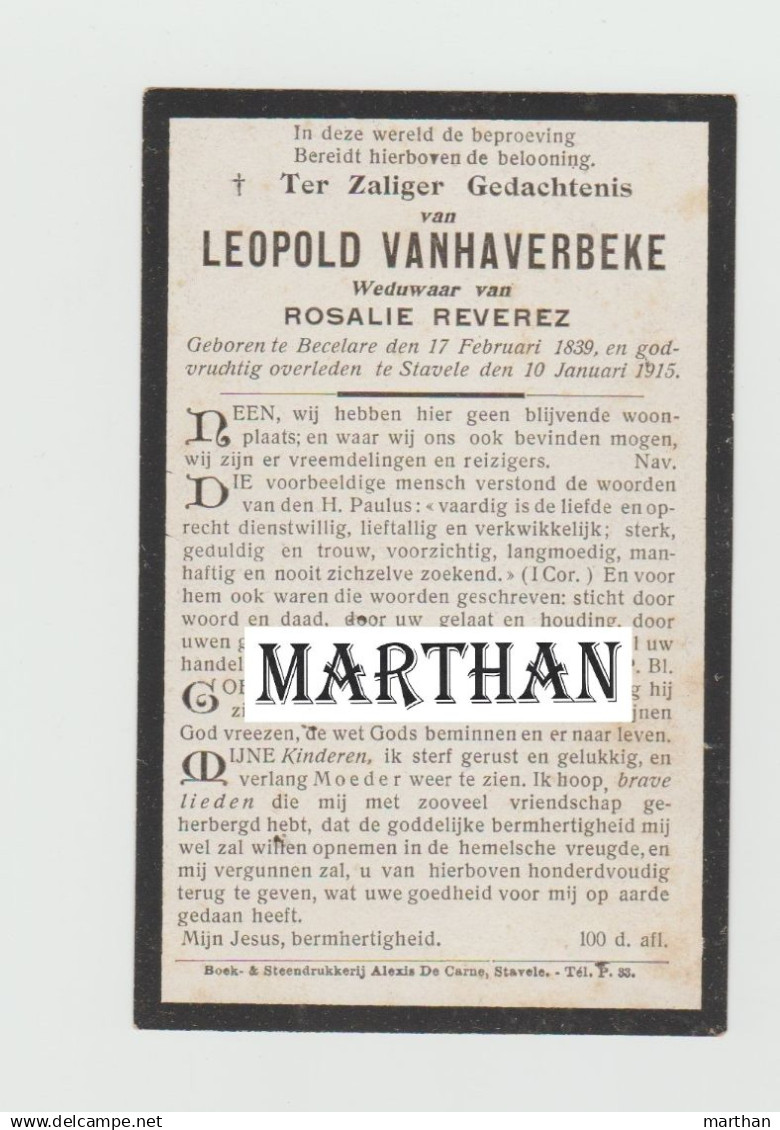 In deze wereld de beproeving
Bereidt hierboven de belooning.
† Ter Zaliger Gedachtenis
van
LEOPOLD VANHAVERBEKE
Weduwaar van
ROSALIE REVEREZ
Geboren te Becelare den 17 Februari 1839, en god-
vruchtig overleden te Stavele den 10 Januari 1915.
NEEN, wij hebben hier geen blijvende woon-
plaats; en waar wij ons ook bevinden mogen,
wij zijn er vreemdelingen en reizigers. Nav.
DIE voorbeeldige mensch verstond de woorden
van den H. Paulus: « vaardig is de liefde en op-
recht dienstwillig, lieftallig en verkwikkelijk; sterk,
geduldig en trouw, voorzichtig, langmoedig, man-
haftig en nooit zichzelve zoekend. » (I Cor.) En voor
hem ook waren die woorden geschreven: sticht door
woord en daad, door uw gelaat en houding, door
uwen uw
handel P. Bl.
MARTHAN
hij
God vreezen, de wet Gods beminnen en er naar leven.
MIJNE Kinderen, ik sterf gerust en gelukkig, en
verlang Moeder weer te zien. Ik hoop, brave
lieden die mij met zooveel vriendschap ge-
herbergd hebt, dat de goddelijke bermhertigheid mij
wel zal willen opnemen in de hemelsche vreugde, en
mij vergunnen zal, u van hierboven honderdvoudig
terug te geven, wat uwe goedheid voor mij op aarde
gedaan heeft.
Mijn Jesus, bermhertigheid. 100 d. afl.
Boek- & Steendrukkerij Alexis De Carne, Stavele. - Tél. P. 33.
delcampe.net
marthan